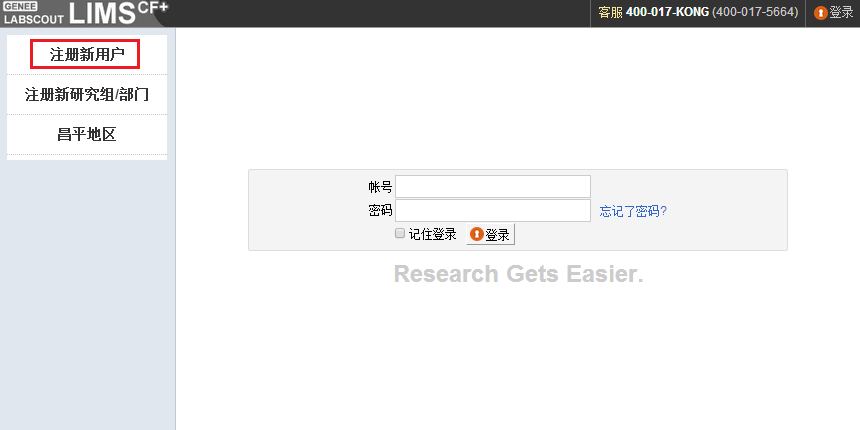 GENEE
LABSCOUT LIMS CF+
客服 400-017-KONG (400-017-5664)
登录
注册新用户
注册新研究组/部门
昌平地区
帐号
密码
忘记了密码?
记住登录
登录
Research Gets Easier.